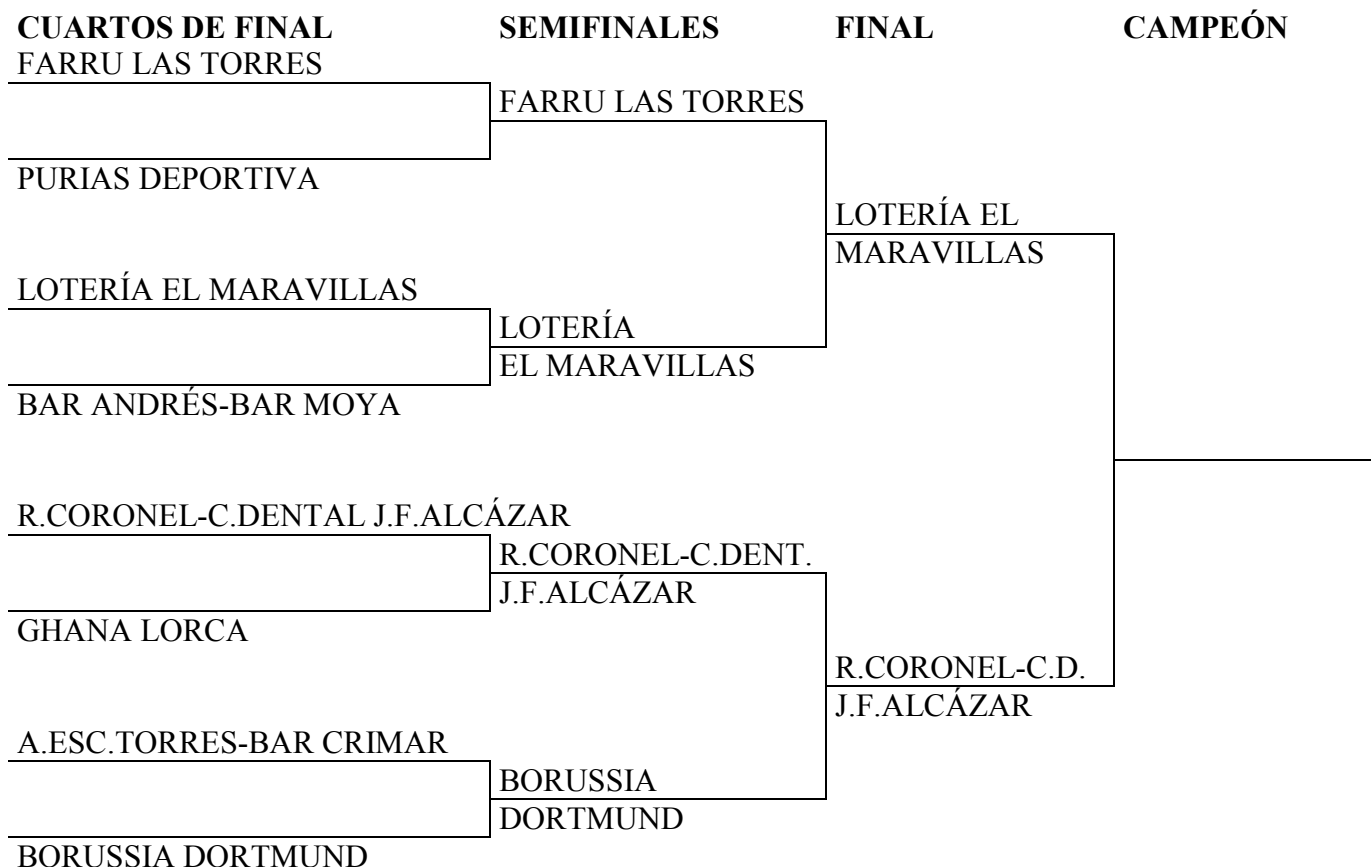 CUARTOS DE FINAL SEMIFINALES FINAL CAMPEÓN
FARRU LAS TORRES
FARRU LAS TORRES
PURIAS DEPORTIVA
LOTERÍA EL
MARAVILLAS
LOTERÍA EL MARAVILLAS
LOTERÍA
EL MARAVILLAS
BAR ANDRÉS-BAR MOYA
R.CORONEL-C.DENTAL J.F.ALCÁZAR
R.CORONEL-C.DENT.
J.F.ALCÁZAR
GHANA LORCA
R.CORONEL-C.D.
J.F.ALCÁZAR
A.ESC.TORRES-BAR CRIMAR
BORUSSIA
DORTMUND
BORUSSIA DORTMUND